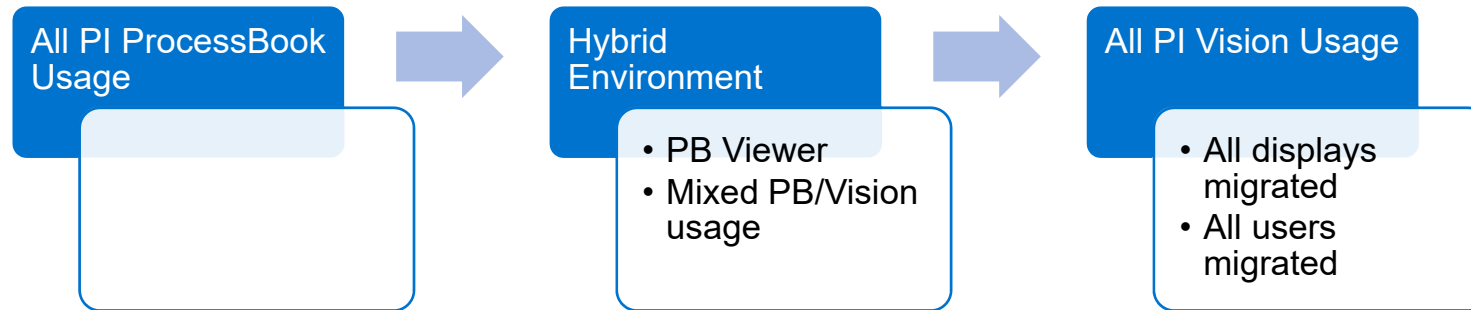 All PI ProcessBook
Usage
Hybrid
Environment
• PB Viewer
• Mixed PB/Vision
usage
All PI Vision Usage
• All displays
migrated
• All users
migrated